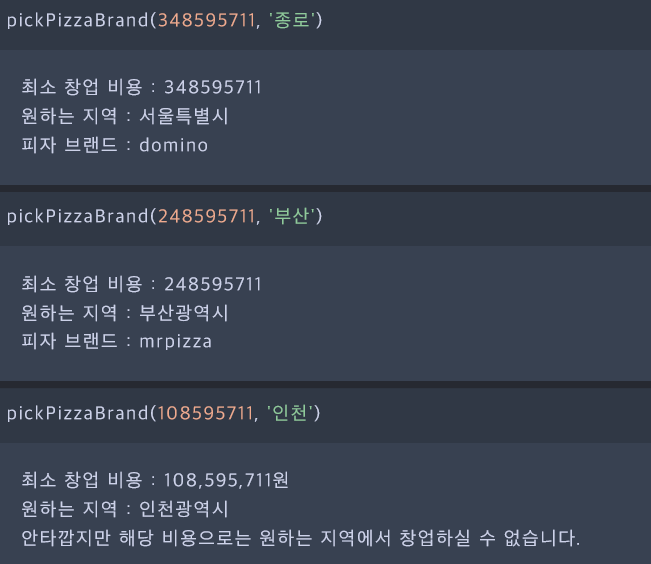 pickPizzaBrand(348595711, '종로')
최소 창업 비용 : 348595711
원하는 지역 : 서울특별시
피자 브랜드 : domino
pickPizzaBrand(248595711, '부산')
최소 창업 비용 : 248595711
원하는 지역 : 부산광역시
피자 브랜드 : mrpizza
pickPizzaBrand(108595711, '인천')
최소 창업 비용 : 108,595,711원
원하는 지역 : 인천광역시
안타깝지만 해당 비용으로는 원하는 지역에서 창업하실 수 없습니다.